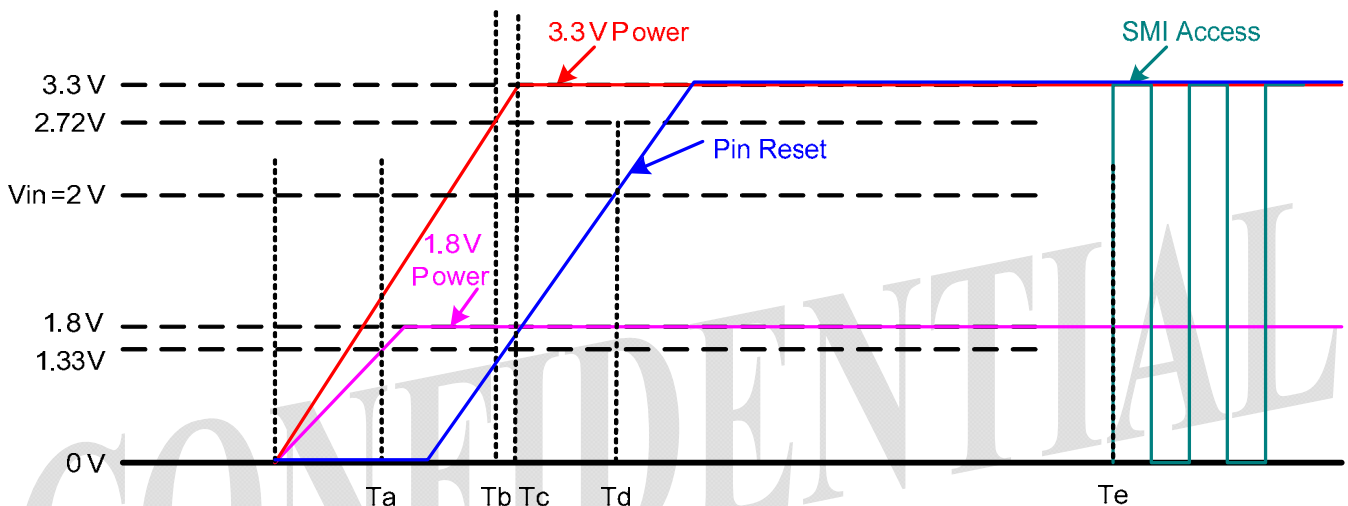 3.3V Power
SMI Access
3.3 V
2.72V
Pin Reset
Vin =2 V
1.8V
Power
1.8 V
1.33V
0 V
Ta
Tb
Tc
Td
Te
CONFIDENTIAL